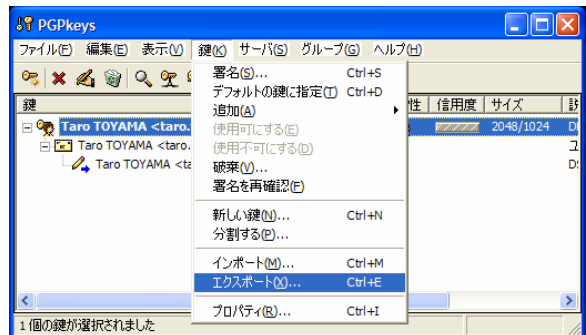 PGPkeys
ファイル(F) 編集(E) 表示(V) 鍵(K) サーバ(S) グループ(G) ヘルプ(H)
署名(S)... Ctrl+S
デフォルトの鍵に指定(T) Ctrl+D
追加(A)
使用可にする(E)
使用不可にする(D)
破棄(V)...
署名を再確認(F)
新しい鍵(N)... Ctrl+N
分割する(P)...
インポート(M)... Ctrl+M
エクスポート(X)... Ctrl+E
プロパティ(R)... Ctrl+I
鍵 性 信用度 サイズ
Taro TOYAMA <taro. 2048/1024
Taro TOYAMA <taro.
Taro TOYAMA <ta
1 個の鍵が選択されました